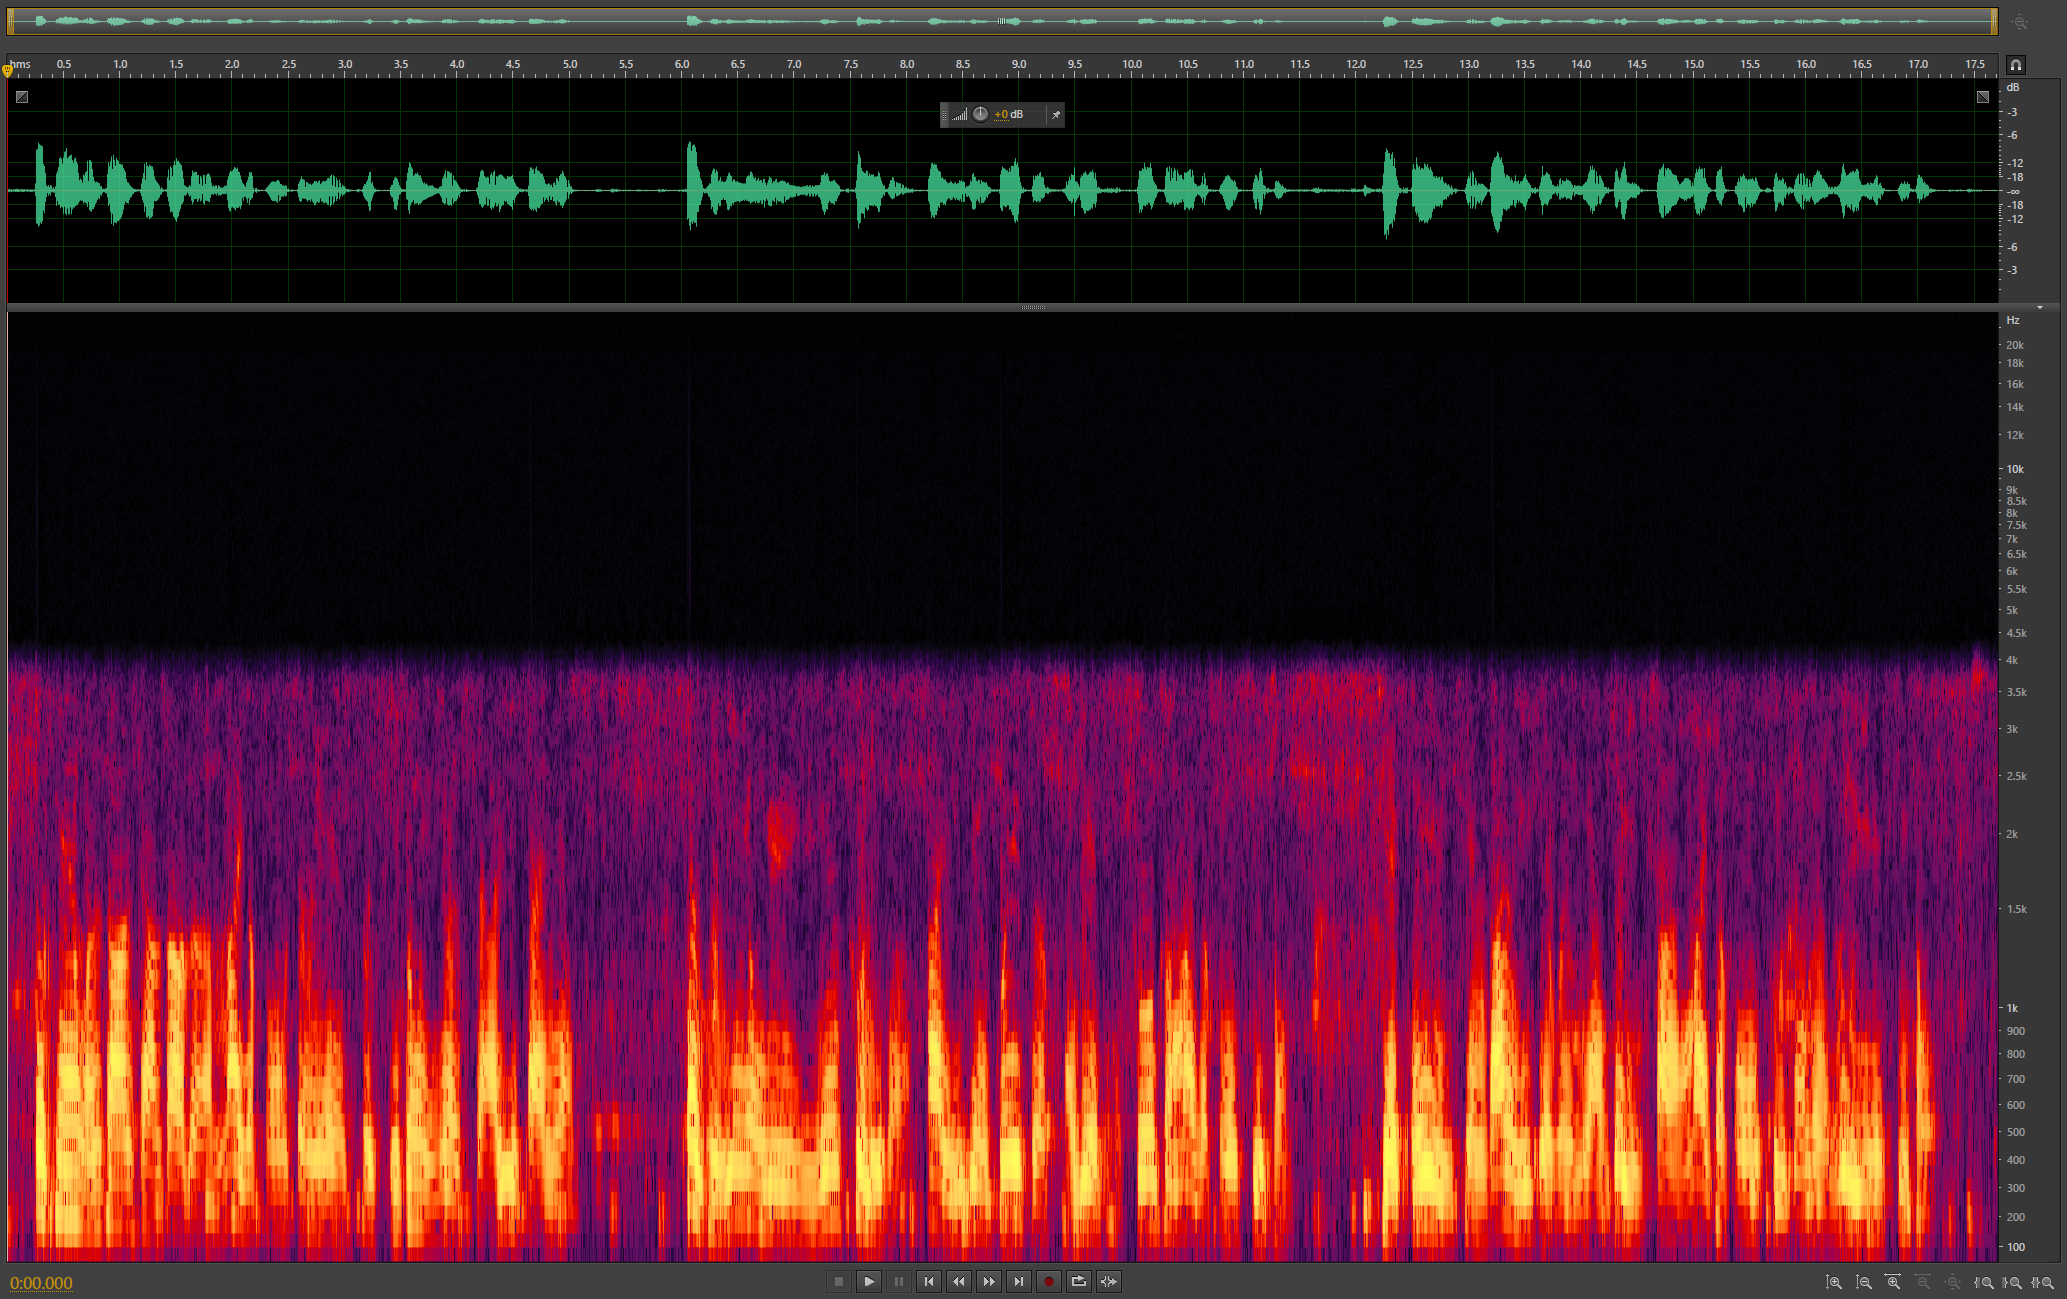 hms 0.5 1.0 1.5 2.0 2.5 3.0 3.5 4.0 4.5 5.0 5.5 6.0 6.5 7.0 7.5 8.0 8.5 9.0 9.5 10.0 10.5 11.0 11.5 12.0 12.5 13.0 13.5 14.0 14.5 15.0 15.5 16.0 16.5 17.0 17.5
dB
+0 dB
-3
-6
-12
-18
-∞
-18
-12
-6
-3
Hz
20k
18k
16k
14k
12k
10k
9k
8.5k
8k
7.5k
7k
6.5k
6k
5.5k
5k
4.5k
4k
3.5k
3k
2.5k
2k
1.5k
1k
900
800
700
600
500
400
300
200
100
0:00.000